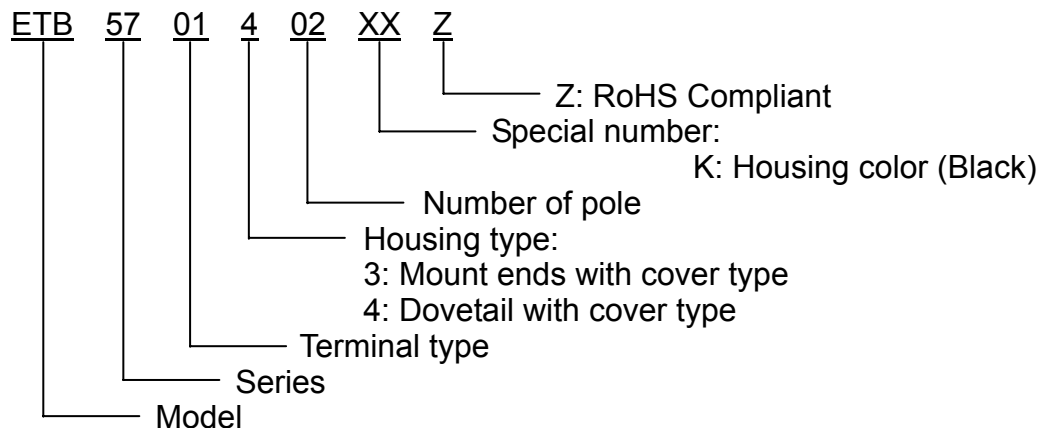 ETB 57 01 4 02 XX Z
Z: RoHS Compliant
Special number:
K: Housing color (Black)
Number of pole
Housing type:
3: Mount ends with cover type
4: Dovetail with cover type
Terminal type
Series
Model